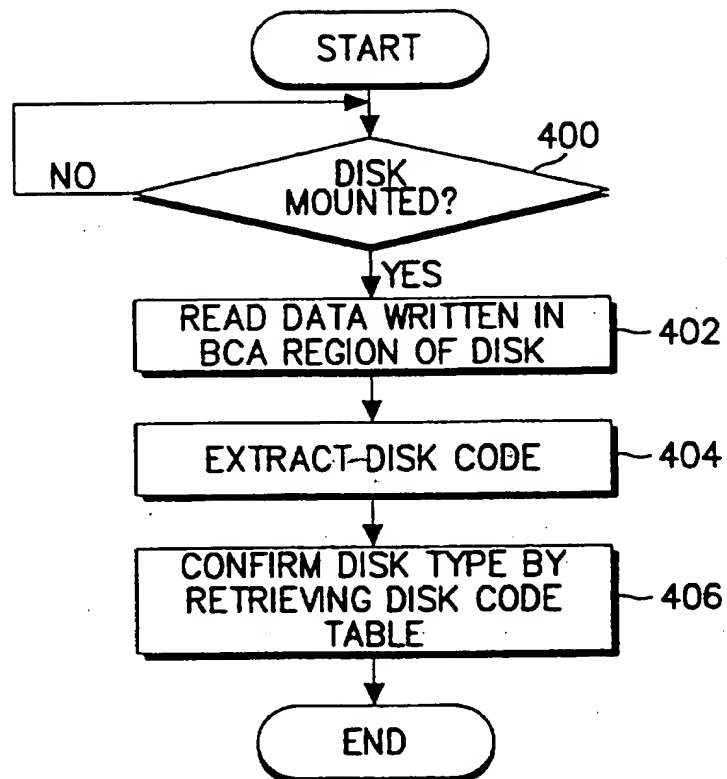 START
400
NO
DISK
MOUNTED?
YES
READ DATA WRITTEN IN
BCA REGION OF DISK
402
EXTRACT DISK CODE
404
CONFIRM DISK TYPE BY
RETRIEVING DISK CODE
TABLE
406
END